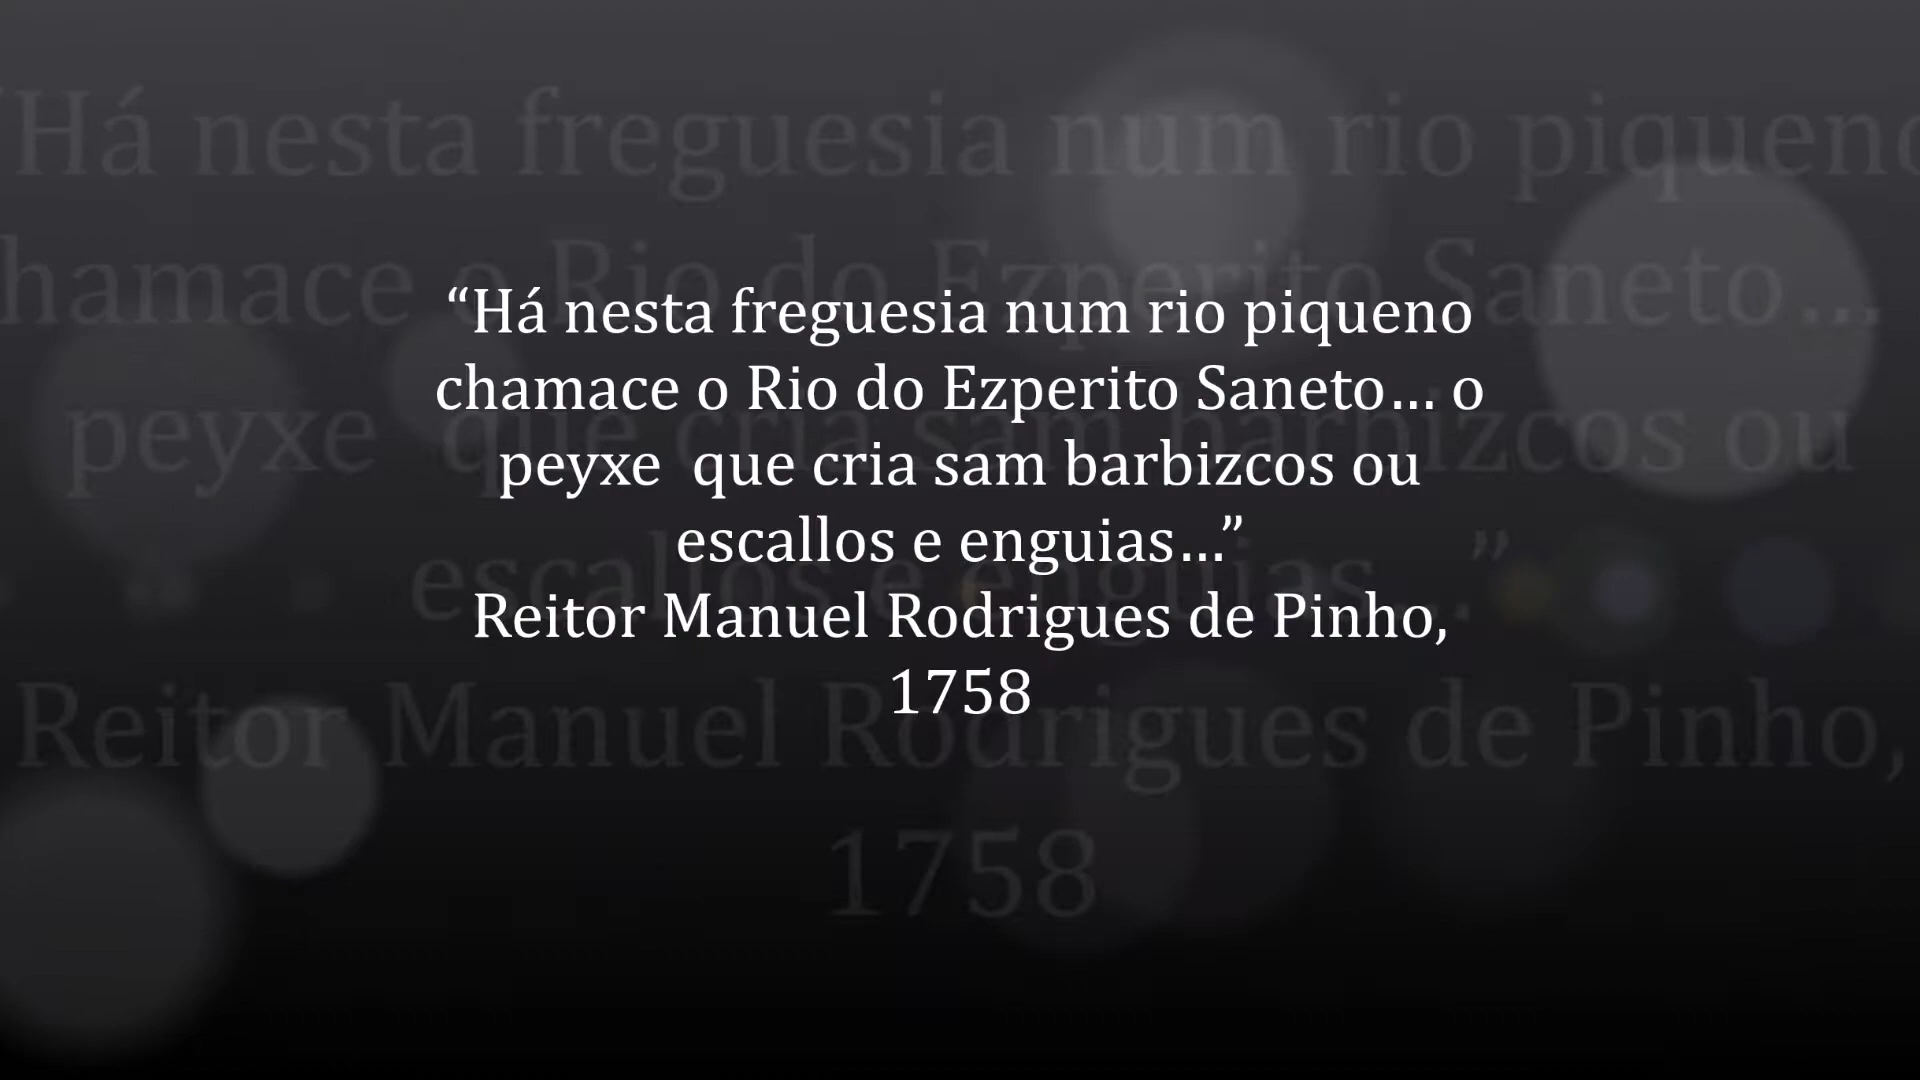 “Há nesta freguesia num rio piqueno
chamace o Rio do Ezperito Saneto… o
peyxe  que cria sam barbizcos ou
escallos e enguias…”
Reitor Manuel Rodrigues de Pinho,
1758